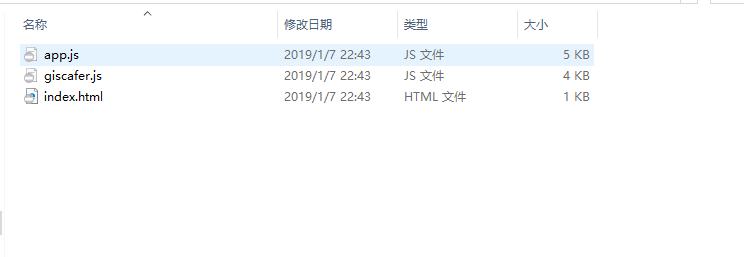 名称 修改日期 类型 大小
app.js 2019/1/7 22:43 JS 文件 5 KB
giscafer.js 2019/1/7 22:43 JS 文件 4 KB
index.html 2019/1/7 22:43 HTML 文件 1 KB